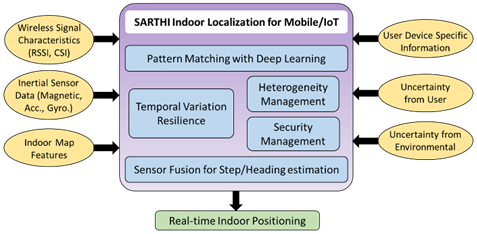 SARTHI Indoor Localization for Mobile/IoT
Wireless Signal
Characteristics
(RSSI, CSI)
Inertial Sensor
Data (Magnetic,
Acc., Gyro.)
Indoor Map
Features
Pattern Matching with Deep Learning
Temporal Variation
Resilience
Heterogeneity
Management
Security
Management
Sensor Fusion for Step/Heading estimation
User Device Specific
Information
Uncertainty
from User
Uncertainty from
Environmental
Real-time Indoor Positioning